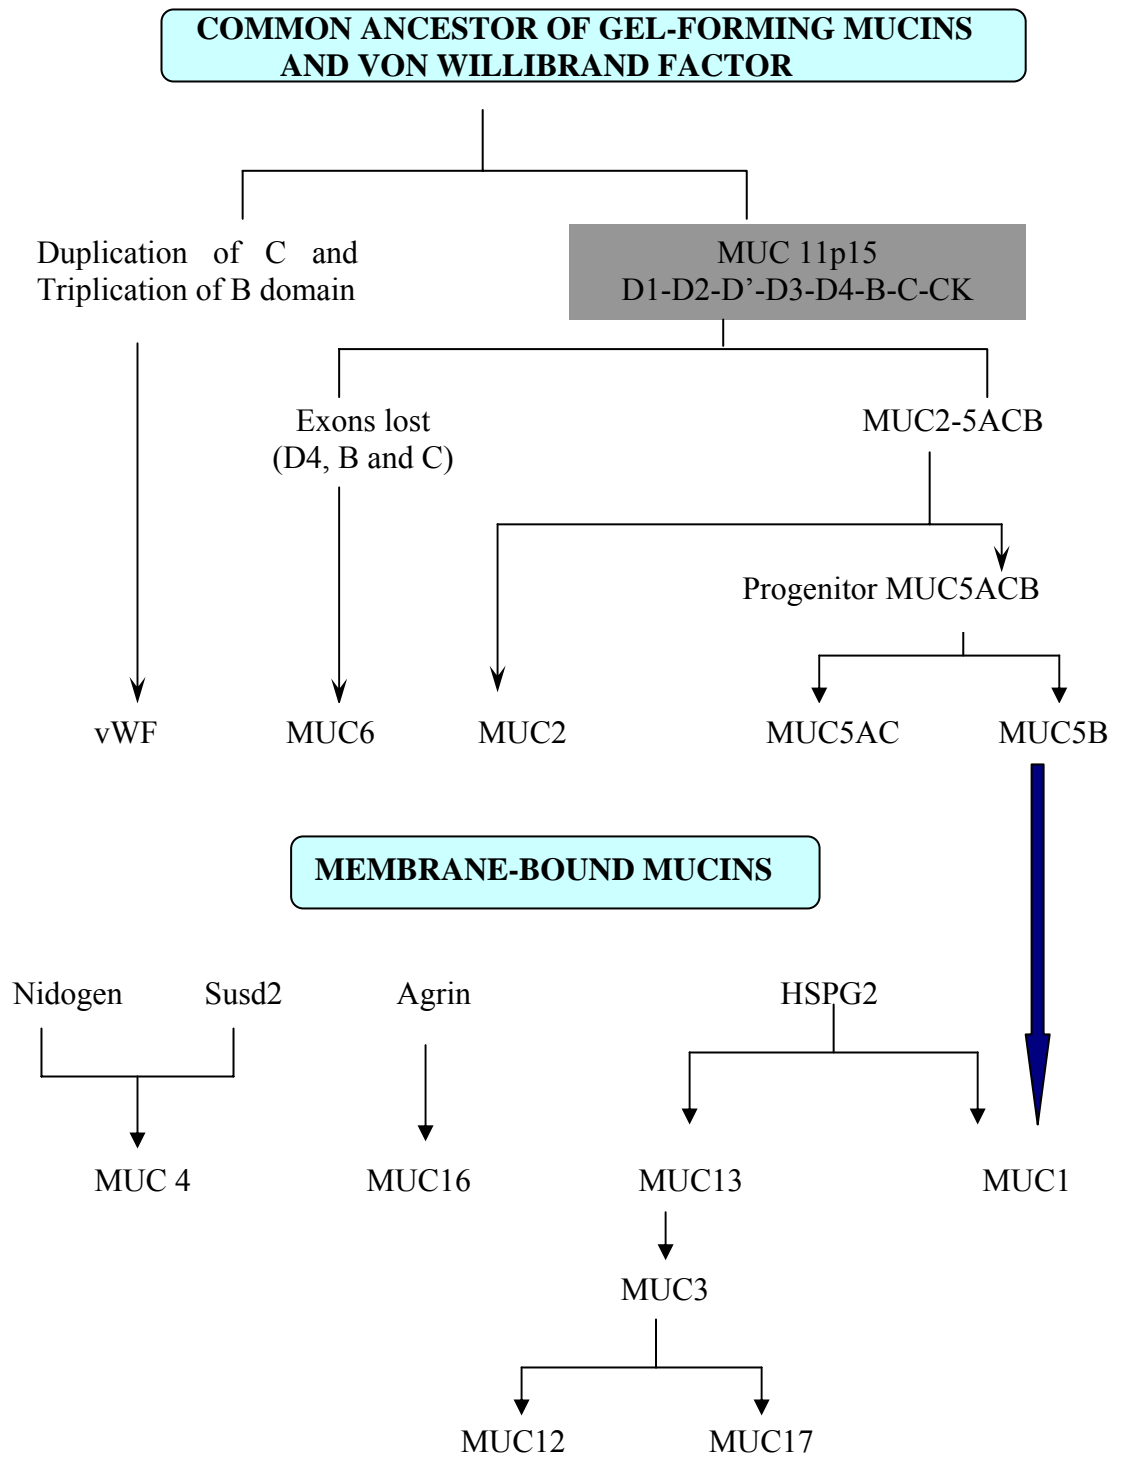 COMMON ANCESTOR OF GEL-FORMING MUCINS
AND VON WILLIBRAND FACTOR
Duplication of C and
Triplication of B domain
MUC 11p15
D1-D2-D’-D3-D4-B-C-CK
Exons lost
(D4, B and C)
MUC2-5ACB
Progenitor MUC5ACB
vWF
MUC6
MUC2
MUC5AC
MUC5B
MEMBRANE-BOUND MUCINS
Nidogen
Susd2
Agrin
HSPG2
MUC 4
MUC16
MUC13
MUC1
MUC3
MUC12
MUC17